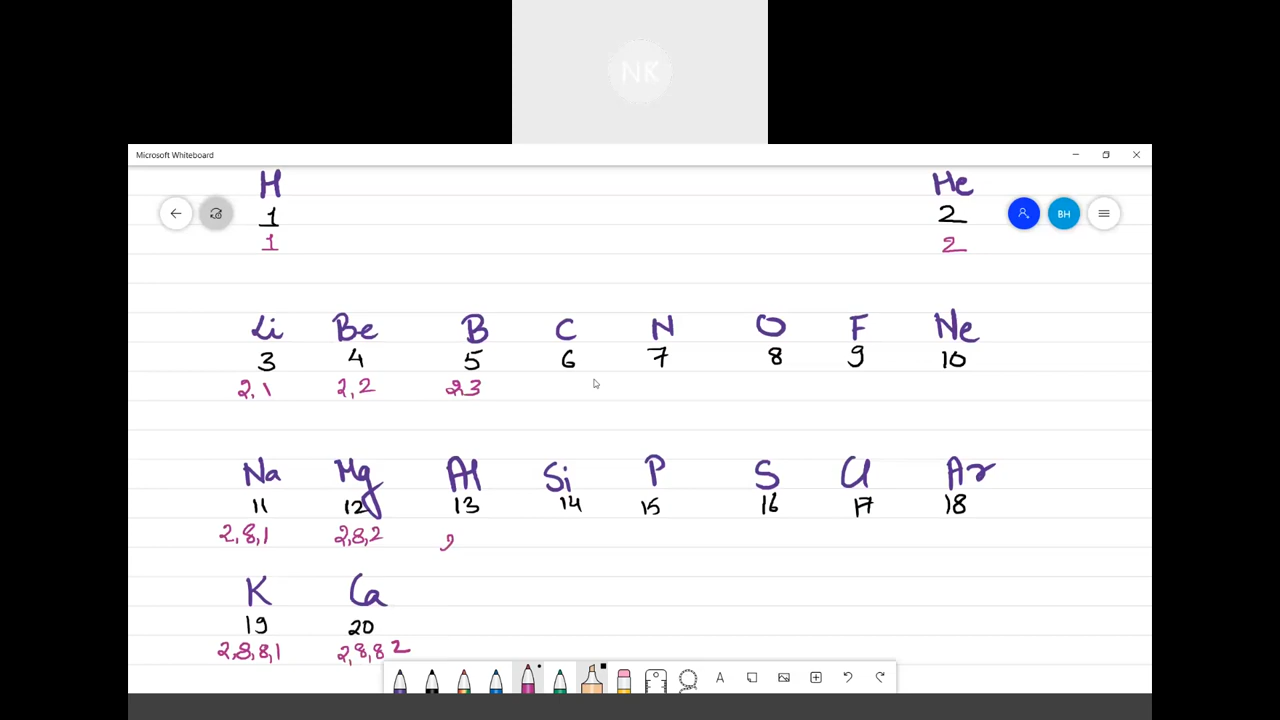 NK
Microsoft Whiteboard
H He
1 2
BH
1 2
Li Be B C N O F Ne
3 4 5 6 7 8 9 10
2,1 2,2 2,3
Na Mg Al Si P S Cl Ar
11 12 13 14 15 16 17 18
2,8,1 2,8,2
K Ca
19 20
2,8,8,1 2,8,8 2
A